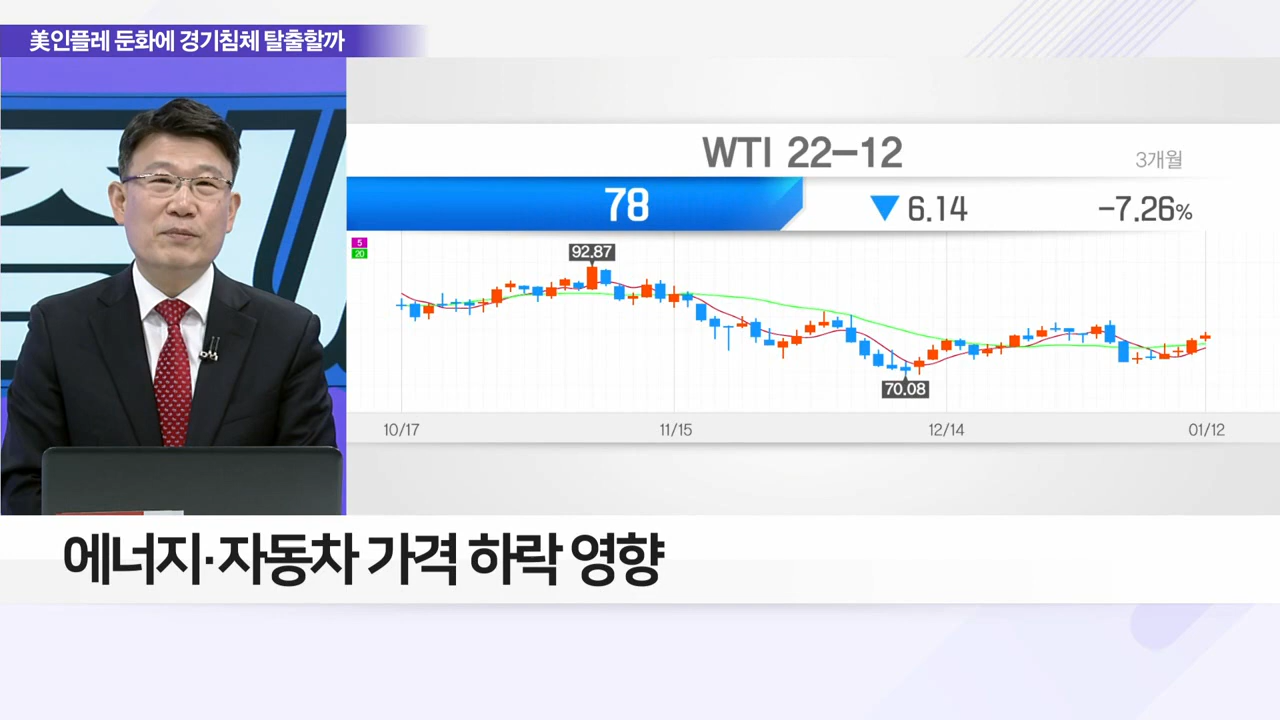 美인플레 둔화에 경기침체 탈출할까
WTI 22-12
3개월
78
▼ 6.14
-7.26%
5
20
92.87
70.08
10/17
11/15
12/14
01/12
에너지·자동차 가격 하락 영향